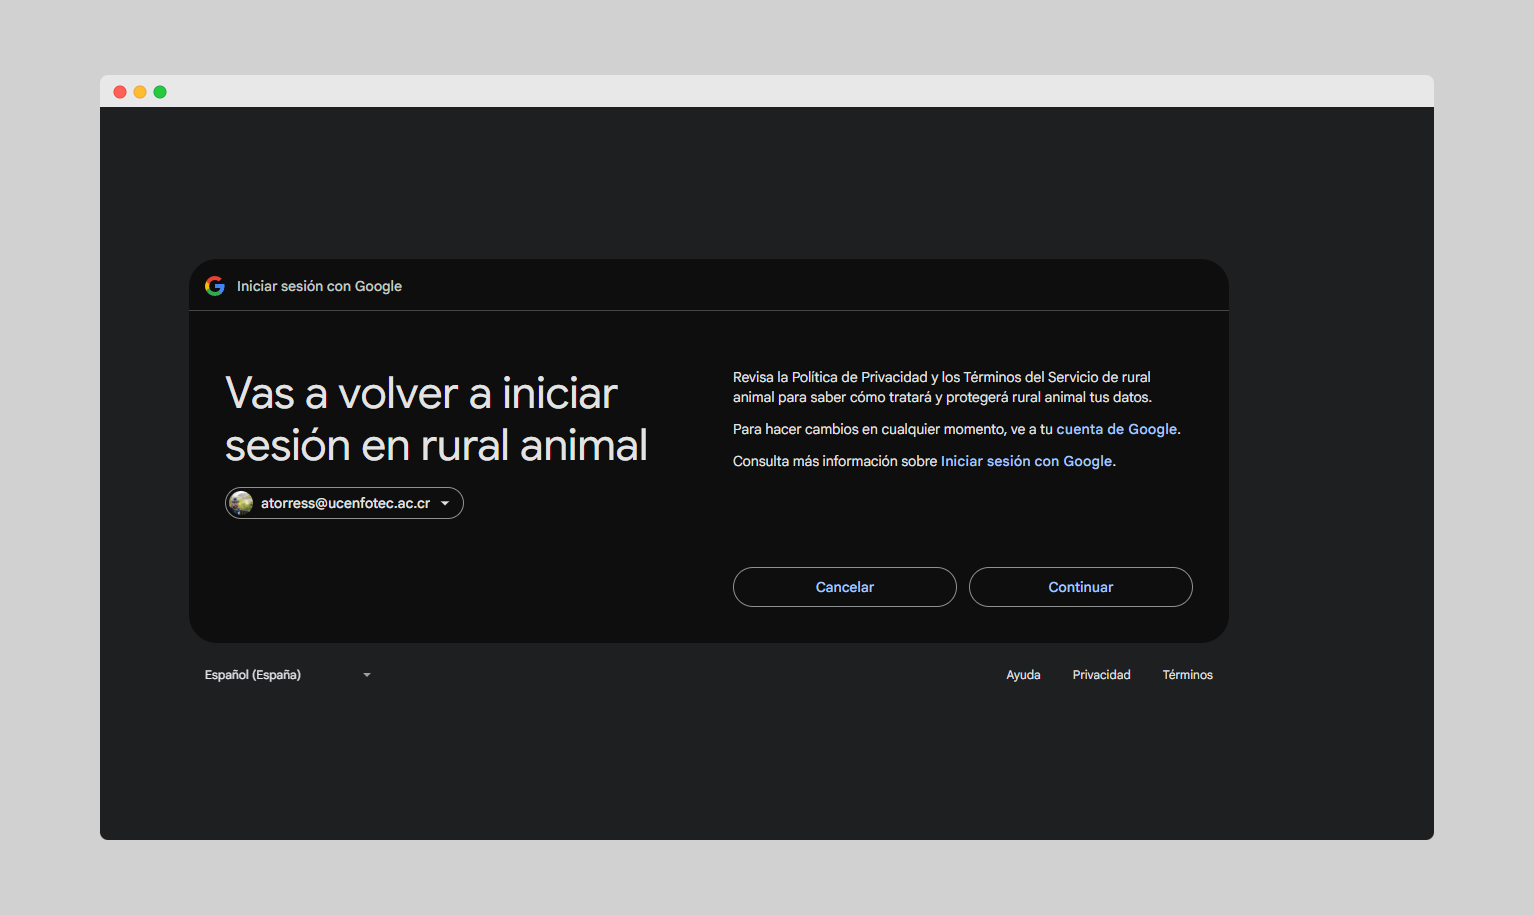 Iniciar sesión con Google
Vas a volver a iniciar
sesión en rural animal
atorress@ucenfotec.ac.cr
Revisa la Política de Privacidad y los Términos del Servicio de rural
animal para saber cómo tratará y protegerá rural animal tus datos.
Para hacer cambios en cualquier momento, ve a tu cuenta de Google.
Consulta más información sobre Iniciar sesión con Google.
Cancelar
Continuar
Español (España)
Ayuda
Privacidad
Términos